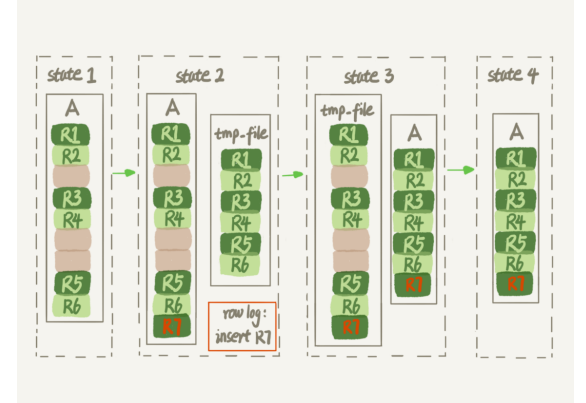 state 1
A
R1
R2
R3
R4
R5
R6
state 2
A
R1
R2
R3
R4
R5
R6
R7
tmp-file
R1
R2
R3
R4
R5
R6
row log:
insert R7
state 3
tmp-file
R1
R2
R3
R4
R5
R6
R7
A
R1
R2
R3
R4
R5
R6
R7
state 4
A
R1
R2
R3
R4
R5
R6
R7